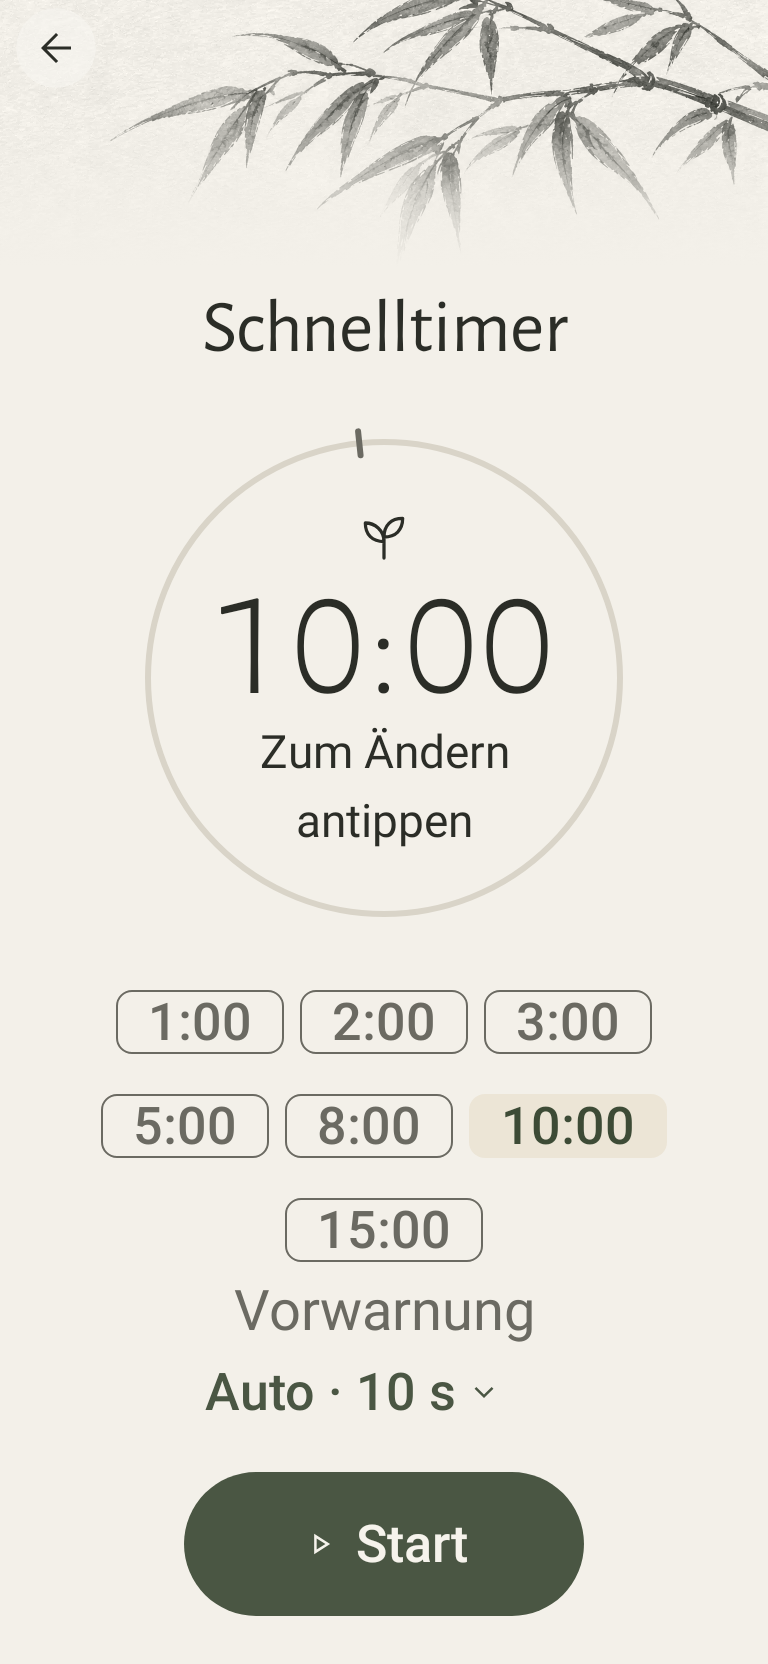 Schnelltimer
10:00
Zum Ändern
antippen
1:00 2:00 3:00
5:00 8:00 10:00
15:00
Vorwarnung
Auto · 10 s
Start